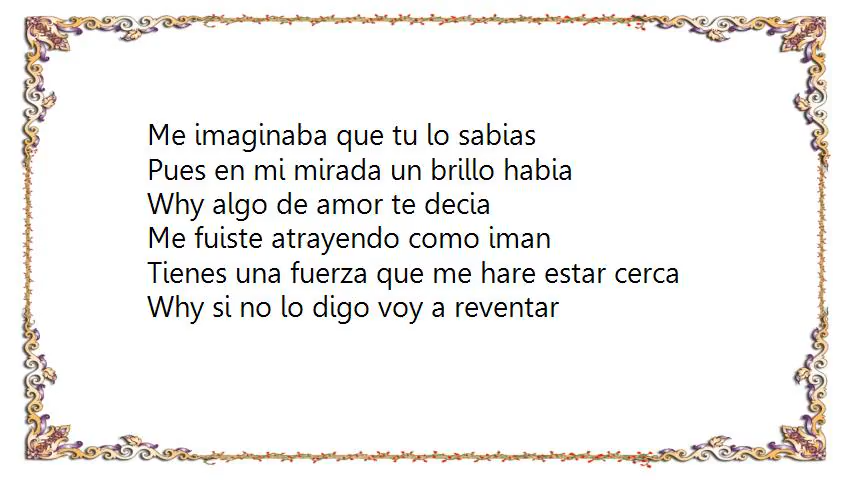 Me imaginaba que tu lo sabias
Pues en mi mirada un brillo habia
Why algo de amor te decia
Me fuiste atrayendo como iman
Tienes una fuerza que me hare estar cerca
Why si no lo digo voy a reventar